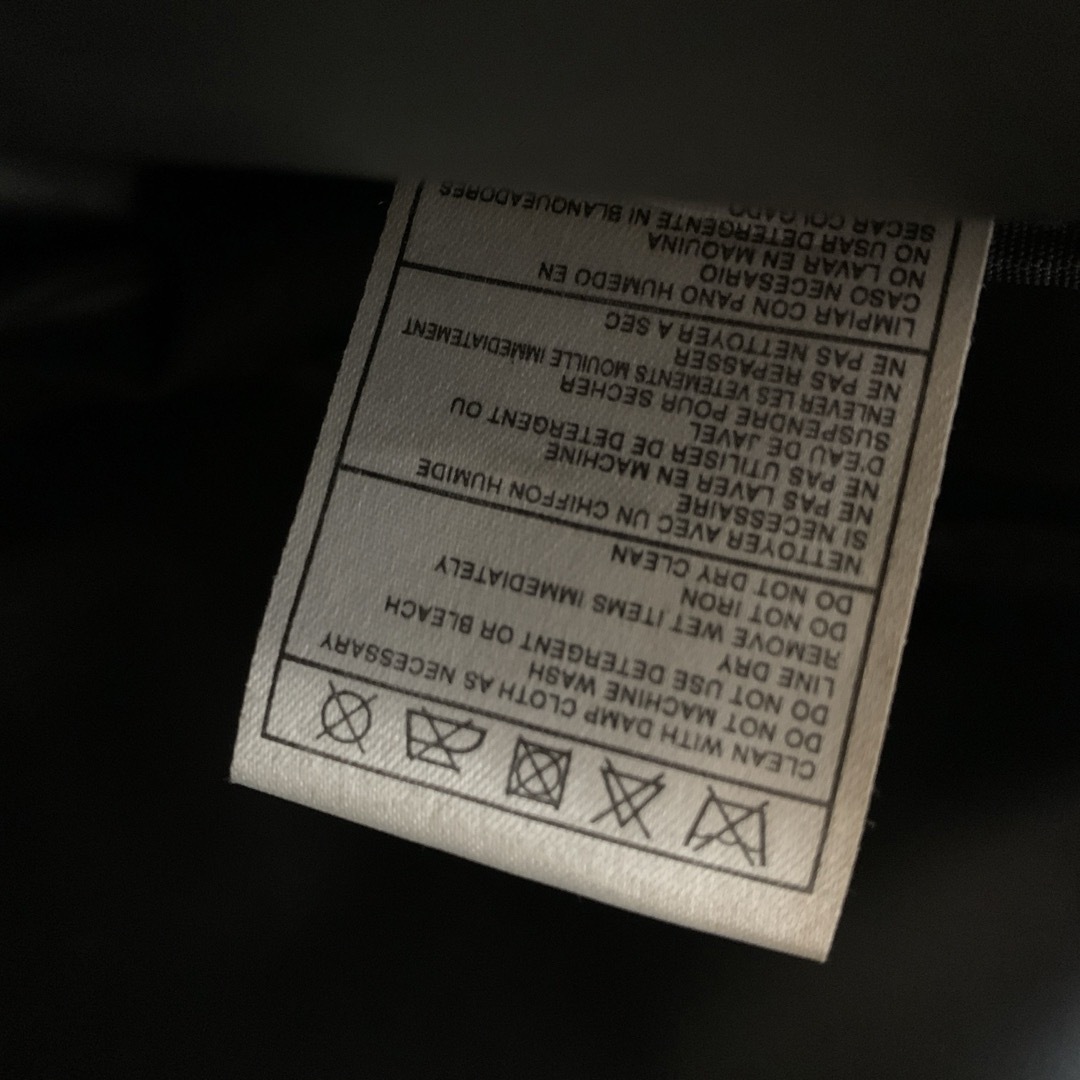 CLEAN WITH DAMP CLOTH AS NECESSARY
DO NOT MACHINE WASH
DO NOT USE DETERGENT OR BLEACH
LINE DRY
REMOVE WET ITEMS IMMEDIATELY
DO NOT IRON
DO NOT DRY CLEAN
NETTOYER AVEC UN CHIFFON HUMIDE
SI NECESSAIRE
NE PAS LAVER EN MACHINE
NE PAS UTILISER DE DETERGENT OU
D'EAU DE JAVEL
SUSPENDRE POUR SECHER
ENLEVER LES VETEMENTS MOUILLE IMMEDIATEMENT
NE PAS REPASSER
NE PAS NETTOYER A SEC
LIMPIAR CON PANO HUMEDO EN
CASO NECESARIO
NO LAVAR EN MAQUINA
NO USAR DETERGENTE NI BLANQUEADORES
SECAR COLGADO